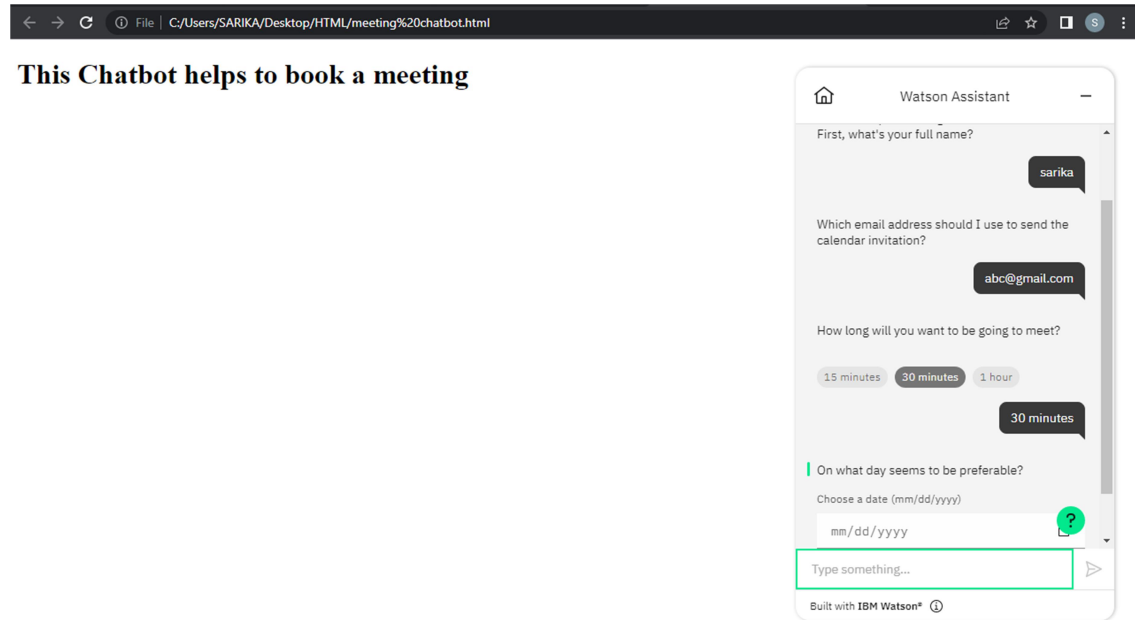 File | C:/Users/SARIKA/Desktop/HTML/meeting%20chatbot.html
S
This Chatbot helps to book a meeting
Watson Assistant
First, what's your full name?
sarika
Which email address should I use to send the
calendar invitation?
abc@gmail.com
How long will you want to be going to meet?
15 minutes 30 minutes 1 hour
30 minutes
On what day seems to be preferable?
Choose a date (mm/dd/yyyy)
mm/dd/yyyy
?
Type something...
Built with IBM Watson®